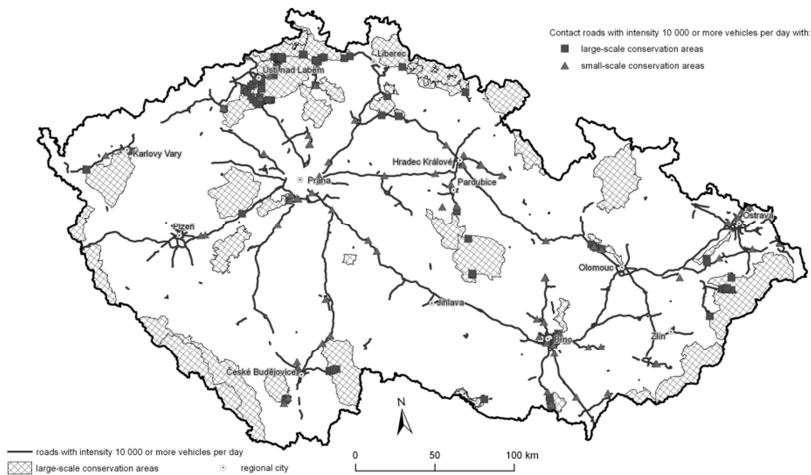 Contact roads with intensity 10 000 or more vehicles per day with:
large-scale conservation areas
small-scale conservation areas
Liberec
Ústí nad Labem
Karlovy Vary
Hradec Králové
Praha
Pardubice
Plzeň
Ostrava
Olomouc
Jihlava
Brno
Zlín
České Budějovice
N
roads with intensity 10 000 or more vehicles per day
large-scale conservation areas
regional city
0 50 100 km